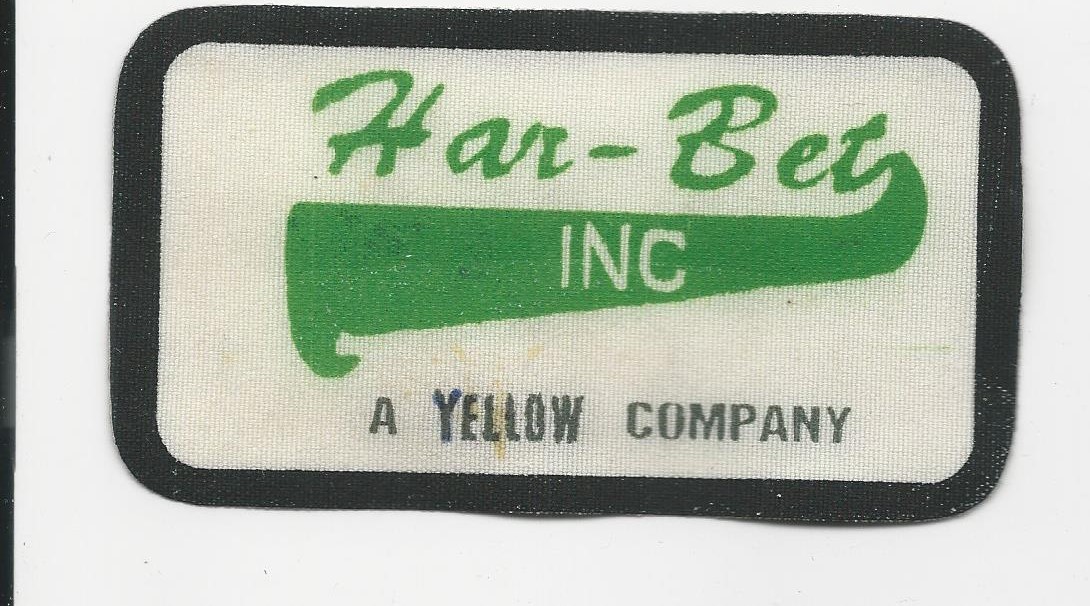 Har-Bet
INC
A YELLOW COMPANY